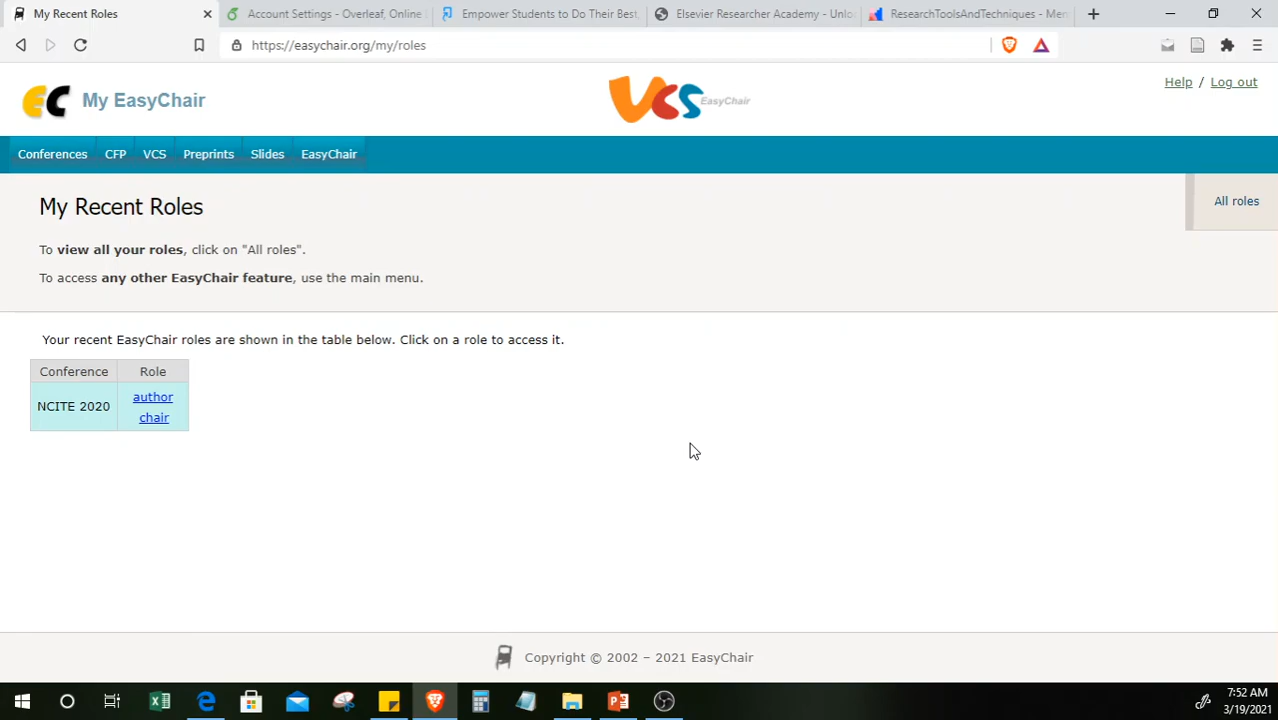 My Recent Roles
Account Settings - Overleaf, Online
Empower Students to Do Their Best,
Elsevier Researcher Academy - Unlo
ResearchToolsAndTechniques - Men
https://easychair.org/my/roles
EC My EasyChair
VCS EasyChair
Help / Log out
Conferences CFP VCS Preprints Slides EasyChair
My Recent Roles
All roles
To view all your roles, click on "All roles".
To access any other EasyChair feature, use the main menu.
Your recent EasyChair roles are shown in the table below. Click on a role to access it.
Conference Role
NCITE 2020 author
chair
Copyright © 2002 – 2021 EasyChair
7:52 AM
3/19/2021